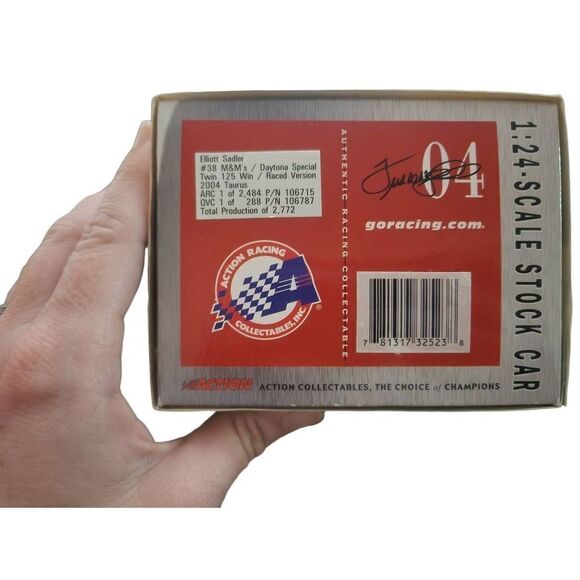 Elliott Sadler
#38 M&M's / Daytona Special
Twin 125 Win / Raced Version
2004 Taurus
ARC 1 of 2,484 P/N 106715
QVC 1 of 288 P/N 106787
Total Production of 2,772
ACTION RACING
COLLECTABLES, INC.
®
AUTHENTIC RACING COLLECTABLE
04
goracing.com®
7 81317 32523 8
1:24-SCALE STOCK CAR
ACTION ACTION COLLECTABLES, THE CHOICE of CHAMPIONS